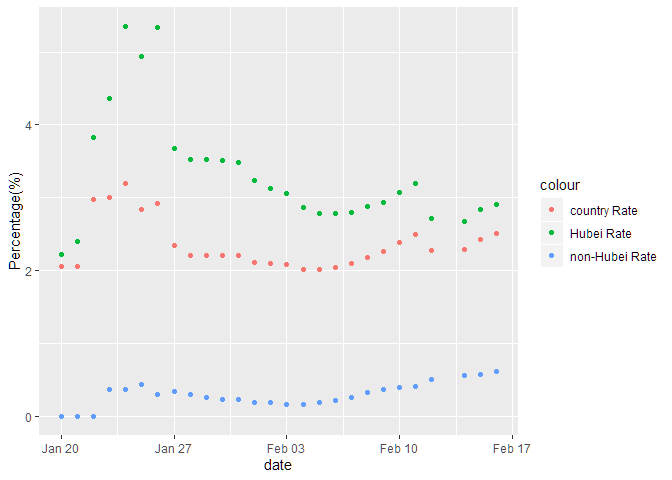 4
2
0
Percentage(%)
Jan 20
Jan 27
Feb 03
Feb 10
Feb 17
date
colour
country Rate
Hubei Rate
non-Hubei Rate